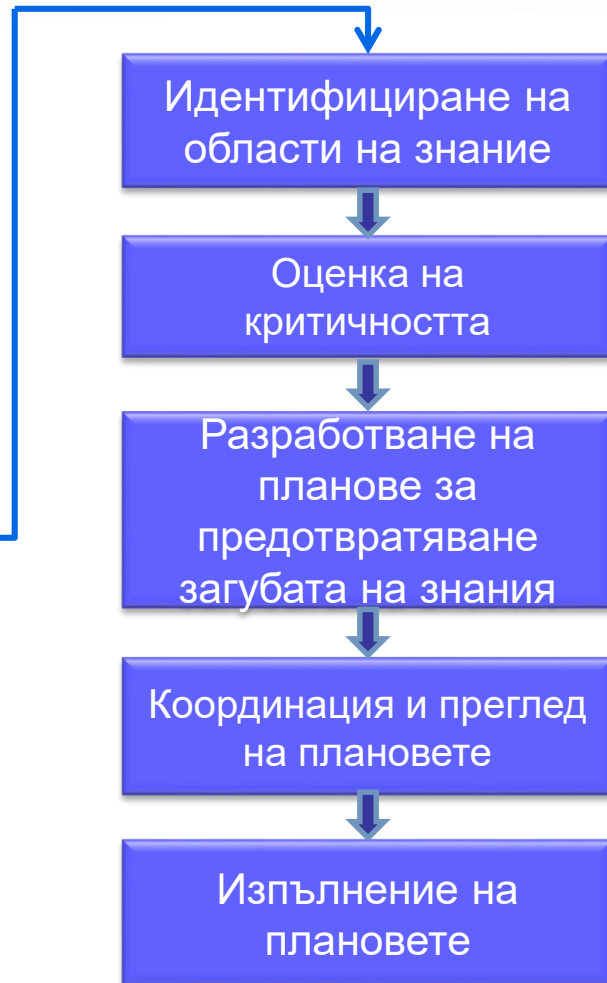 Идентифициране на
области на знание
Оценка на
критичността
Разработване на
планове за
предотвратяване
загубата на знания
Координация и преглед
на плановете
Изпълнение на
плановете